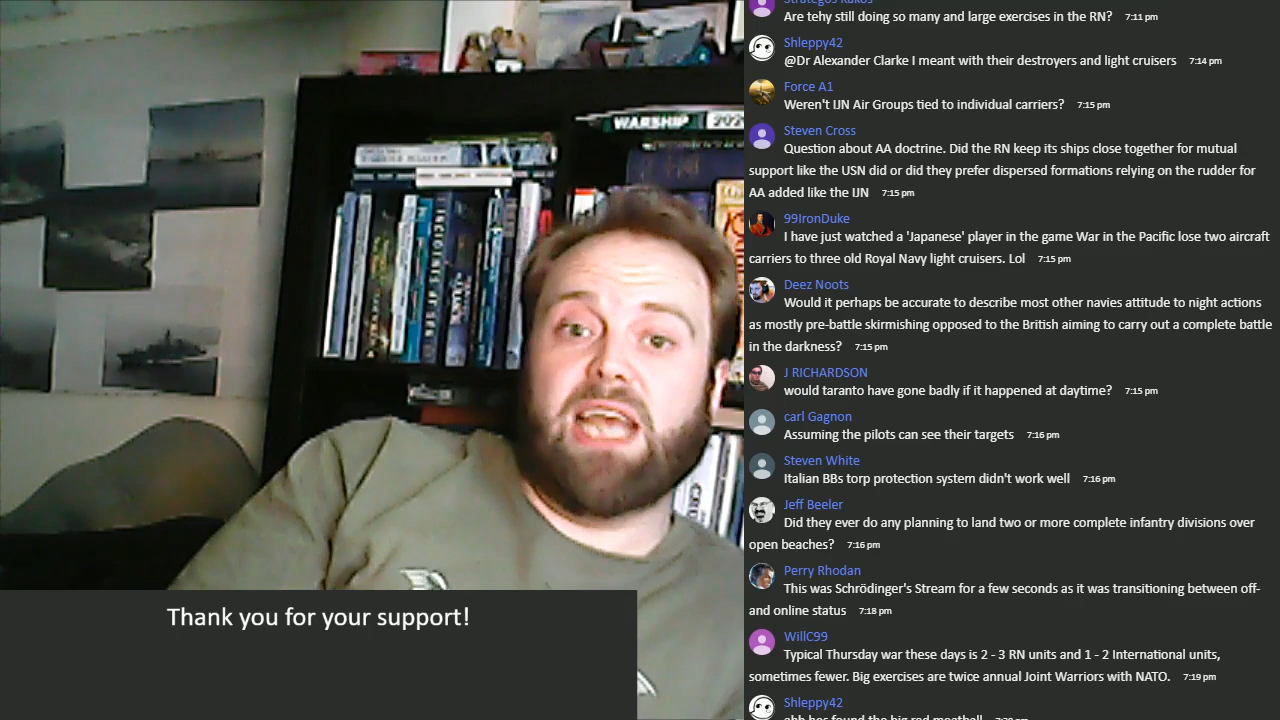 WARSHIP 202
INCIDENTS AT SEA
Thank you for your support!
Strategos Kakos
Are tehy still doing so many and large exercises in the RN? 7:11 pm
Shleppy42
@Dr Alexander Clarke I meant with their destroyers and light cruisers 7:14 pm
Force A1
Weren't IJN Air Groups tied to individual carriers? 7:15 pm
Steven Cross
Question about AA doctrine. Did the RN keep its ships close together for mutual
support like the USN did or did they prefer dispersed formations relying on the rudder for
AA added like the IJN 7:15 pm
99IronDuke
I have just watched a 'Japanese' player in the game War in the Pacific lose two aircraft
carriers to three old Royal Navy light cruisers. Lol 7:15 pm
Deez Noots
Would it perhaps be accurate to describe most other navies attitude to night actions
as mostly pre-battle skirmishing opposed to the British aiming to carry out a complete battle
in the darkness? 7:15 pm
J RICHARDSON
would taranto have gone badly if it happened at daytime? 7:15 pm
carl Gagnon
Assuming the pilots can see their targets 7:16 pm
Steven White
Italian BBs torp protection system didn't work well 7:16 pm
Jeff Beeler
Did they ever do any planning to land two or more complete infantry divisions over
open beaches? 7:16 pm
Perry Rhodan
This was Schrödinger's Stream for a few seconds as it was transitioning between off-
and online status 7:18 pm
WillC99
Typical Thursday war these days is 2 - 3 RN units and 1 - 2 International units,
sometimes fewer. Big exercises are twice annual Joint Warriors with NATO. 7:19 pm
Shleppy42